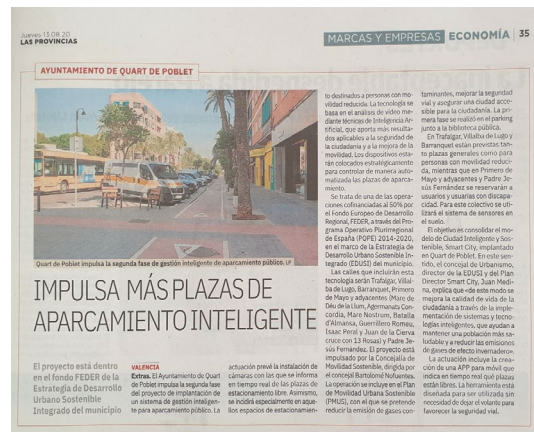 Jueves 13.08.20
LAS PROVINCIAS
MARCAS Y EMPRESAS ECONOMÍA 35
AYUNTAMIENTO DE QUART DE POBLET
Quart de Poblet impulsa la segunda fase de gestión inteligente de aparcamiento público. LP
IMPULSA MÁS PLAZAS DE
APARCAMIENTO INTELIGENTE
El proyecto está dentro
en el fondo FEDER de la
Estrategia de Desarrollo
Urbano Sostenible
Integrado del municipio
VALENCIA
Extras. El Ayuntamiento de Quart
de Poblet impulsa la segunda fase
del proyecto de implantación de
un sistema de gestión inteligen-
te para aparcamiento público. La
actuación prevé la instalación de
cámaras con las que se informa
en tiempo real de las plazas de
estacionamiento libre. Asimismo,
se incidirá especialmente en aque-
llos espacios de estacionamien-
to destinados a personas con mo-
vilidad reducida. La tecnología se
basa en el análisis de vídeo me-
diante técnicas de Inteligencia Ar-
tificial, que aporta más resulta-
dos aplicables a la seguridad de
la ciudadanía y a la mejora de la
movilidad. Los dispositivos esta-
rán colocados estratégicamente
para controlar de manera auto-
matizada las plazas de aparca-
miento.
Se trata de una de las opera-
ciones cofinanciadas al 50% por
el Fondo Europeo de Desarrollo
Regional, FEDER, a través del Pro-
grama Operativo Plurirregional
de España (POPE) 2014-2020,
en el marco de la Estrategia de
Desarrollo Urbano Sostenible In-
tegrado (EDUSI) del municipio.
Las calles que incluirán esta
tecnología serán Trafalgar, Villal-
ba de Lugo, Barranquet, Primero
de Mayo y adyacentes (Mare de
Déu de la Llum, Agermanats Con-
cordia, Mare Nostrum, Batalla
d'Almansa, Guerrillero Romeu,
Isaac Peral y Juan de la Cierva
cruce con 13 Rosas) y Padre Je-
sús Fernández. El proyecto está
impulsado por la Concejalía de
Movilidad Sostenible, dirigida por
el concejal Bartolomé Nofuentes.
La operación se incluye en el Plan
de Movilidad Urbana Sostenible
(PMUS), con el que se pretende
reducir la emisión de gases con-
taminantes, mejorar la seguridad
vial y asegurar una ciudad acce-
sible para la ciudadanía. La pri-
mera fase se realizó en el parking
junto a la biblioteca pública.
En Trafalgar, Villalba de Lugo y
Barranquet están previstas tan-
to plazas generales como para
personas con movilidad reduci-
da, mientras que en Primero de
Mayo y adyacentes y Padre Je-
sús Fernández se reservarán a
usuarios y usuarias con discapa-
cidad. Para este colectivo se uti-
lizará el sistema de sensores en
el suelo.
El objetivo es consolidar el mo-
delo de Ciudad Inteligente y Sos-
tenible, Smart City, implantado
en Quart de Poblet. En este sen-
tido, el concejal de Urbanismo,
director de la EDUSI y del Plan
Director Smart City, Juan Medi-
na, explica que «de este modo se
mejora la calidad de vida de la
ciudadanía a través de la imple-
mentación de sistemas y tecno-
logías inteligentes, que ayudan a
mantener una población más sa-
ludable y a reducir las emisiones
de gases de efecto invernadero».
La actuación incluye la crea-
ción de una APP para móvil que
indica en tiempo real qué plazas
están libres. La herramienta está
diseñada para ser utilizada sin
necesidad de dejar el volante para
favorecer la seguridad vial.